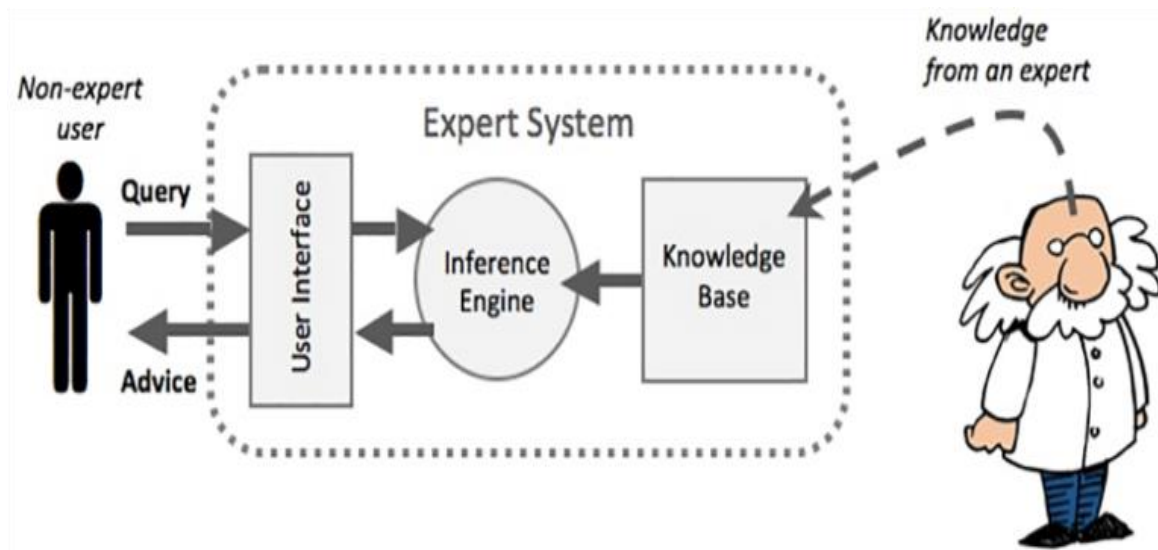 Knowledge
from an expert
Non-expert
user
Expert System
Query
User Interface
Inference
Engine
Knowledge
Base
Advice